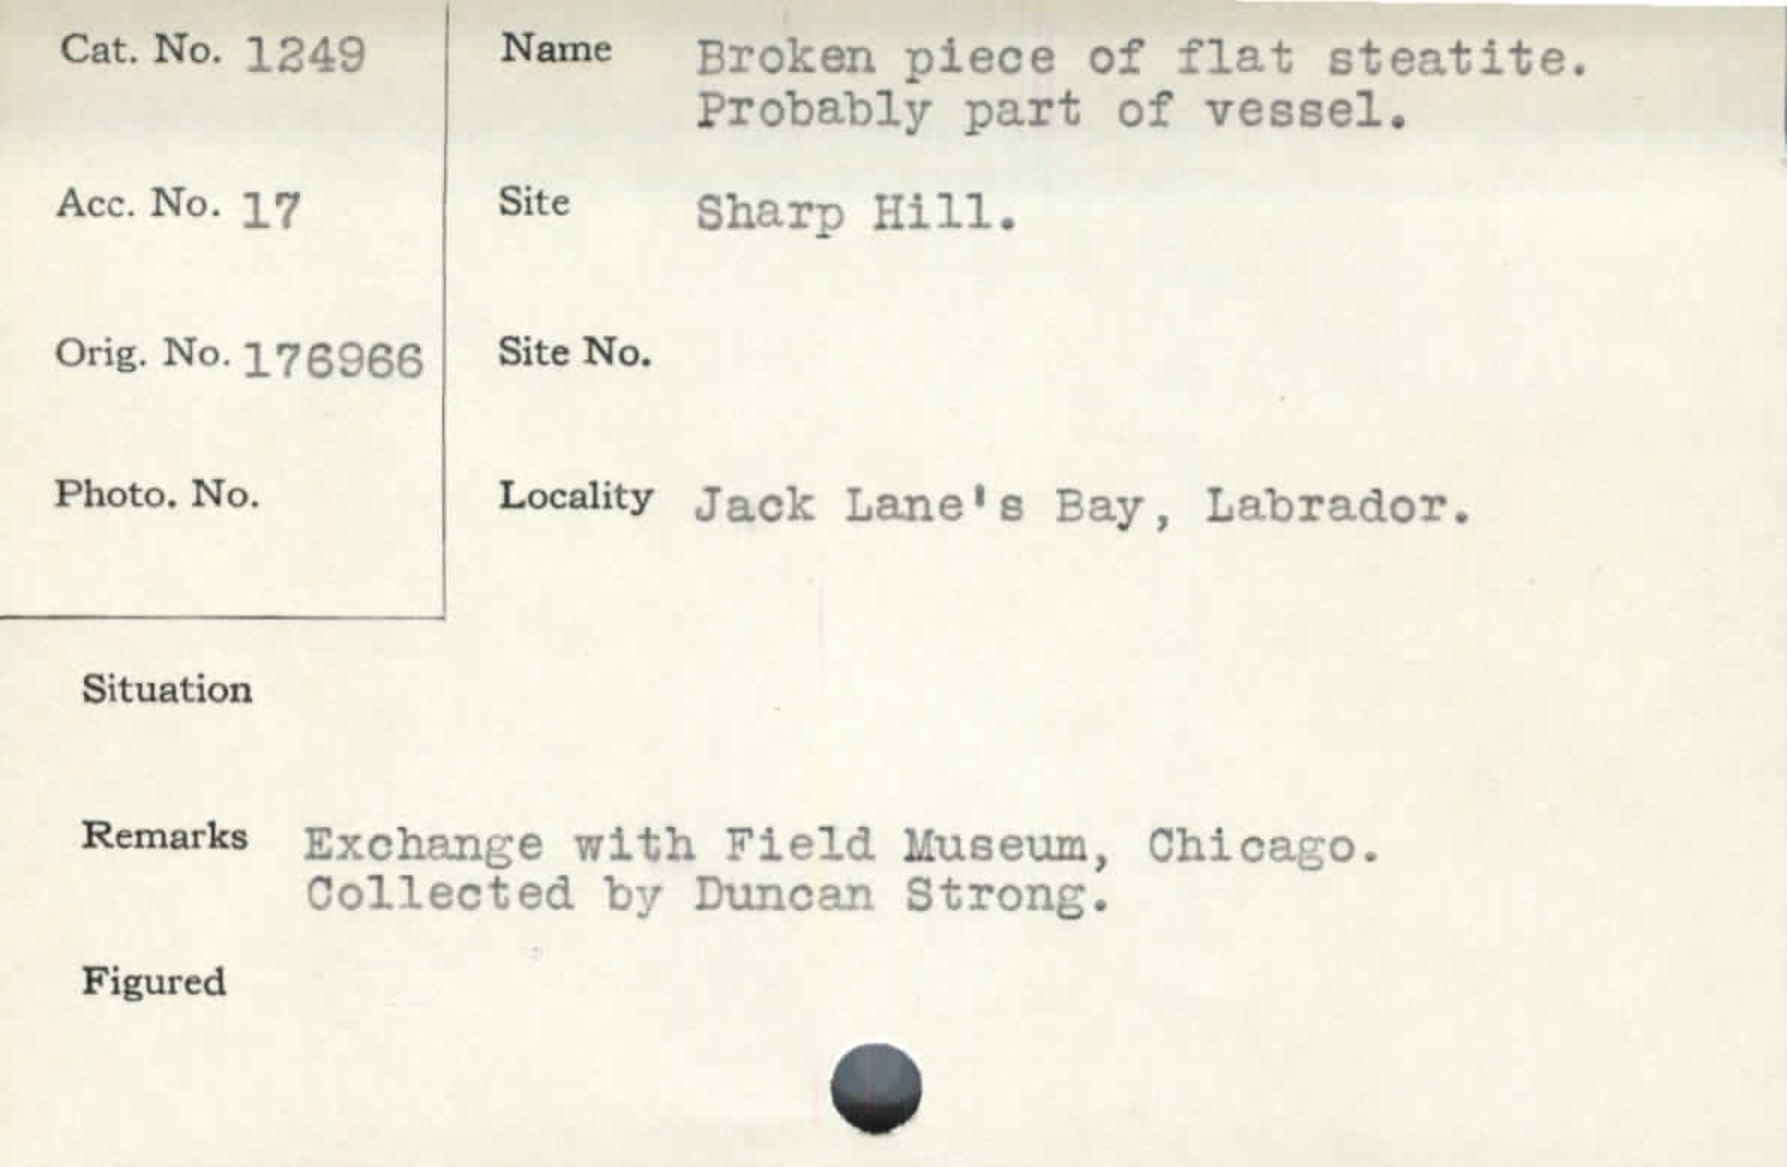 Cat. No. 1249
Name Broken piece of flat steatite.
Probably part of vessel.
Acc. No. 17
Site Sharp Hill.
Orig. No. 176966
Site No.
Photo. No.
Locality Jack Lane's Bay, Labrador.
Situation
Remarks Exchange with Field Museum, Chicago.
Collected by Duncan Strong.
Figured